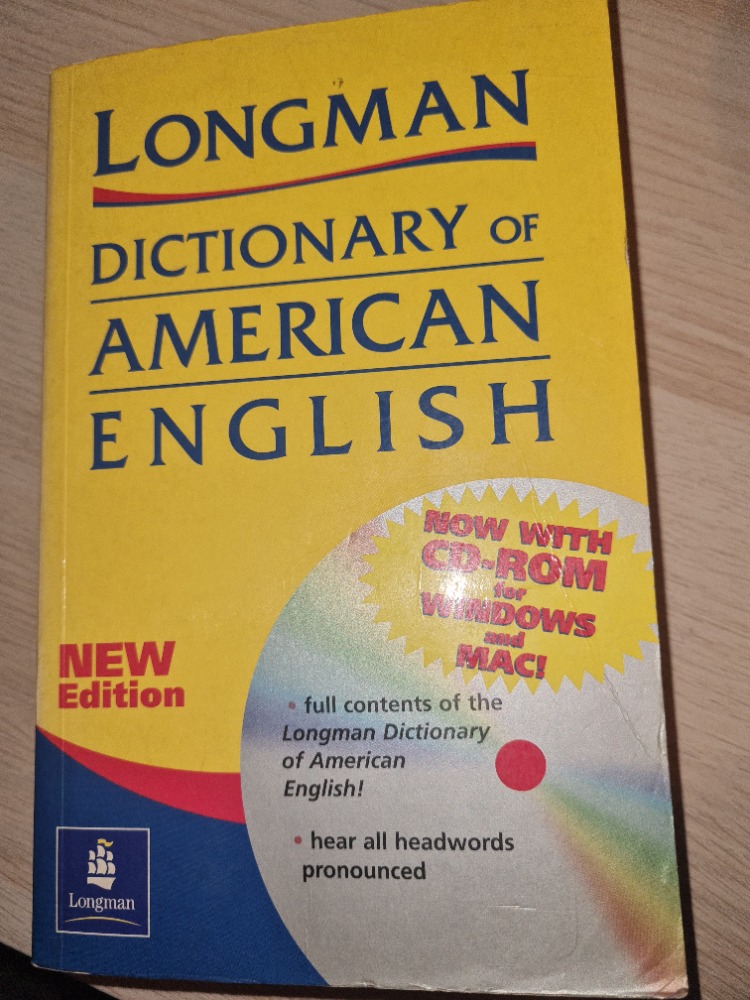 LONGMAN
DICTIONARY OF
AMERICAN
ENGLISH
NOW WITH
CD-ROM
for
WINDOWS
and
MAC!
NEW
Edition
• full contents of the
Longman Dictionary
of American
English!
• hear all headwords
pronounced
Longman